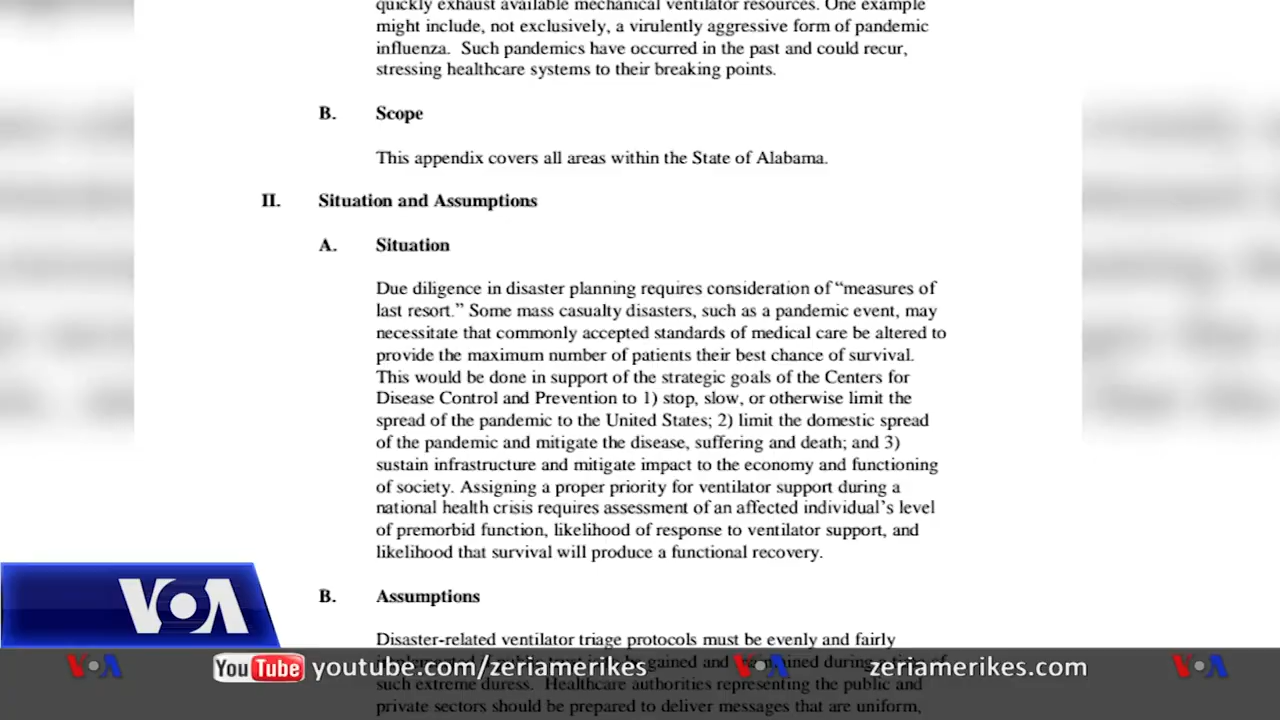 quickly exhaust available mechanical ventilator resources. One example
might include, not exclusively, a virulently aggressive form of pandemic
influenza. Such pandemics have occurred in the past and could recur,
stressing healthcare systems to their breaking points.
B. Scope
This appendix covers all areas within the State of Alabama.
II. Situation and Assumptions
A. Situation
Due diligence in disaster planning requires consideration of “measures of
last resort.” Some mass casualty disasters, such as a pandemic event, may
necessitate that commonly accepted standards of medical care be altered to
provide the maximum number of patients their best chance of survival.
This would be done in support of the strategic goals of the Centers for
Disease Control and Prevention to 1) stop, slow, or otherwise limit the
spread of the pandemic to the United States; 2) limit the domestic spread
of the pandemic and mitigate the disease, suffering and death; and 3)
sustain infrastructure and mitigate impact to the economy and functioning
of society. Assigning a proper priority for ventilator support during a
national health crisis requires assessment of an affected individual’s level
of premorbid function, likelihood of response to ventilator support, and
likelihood that survival will produce a functional recovery.
B. Assumptions
Disaster-related ventilator triage protocols must be evenly and fairly
gained and during
such extreme duress. Healthcare authorities representing the public and
private sectors should be prepared to deliver messages that are uniform,
VOA
VOA YouTube youtube.com/zeriamerikes VOA zeriamerikes.com VOA